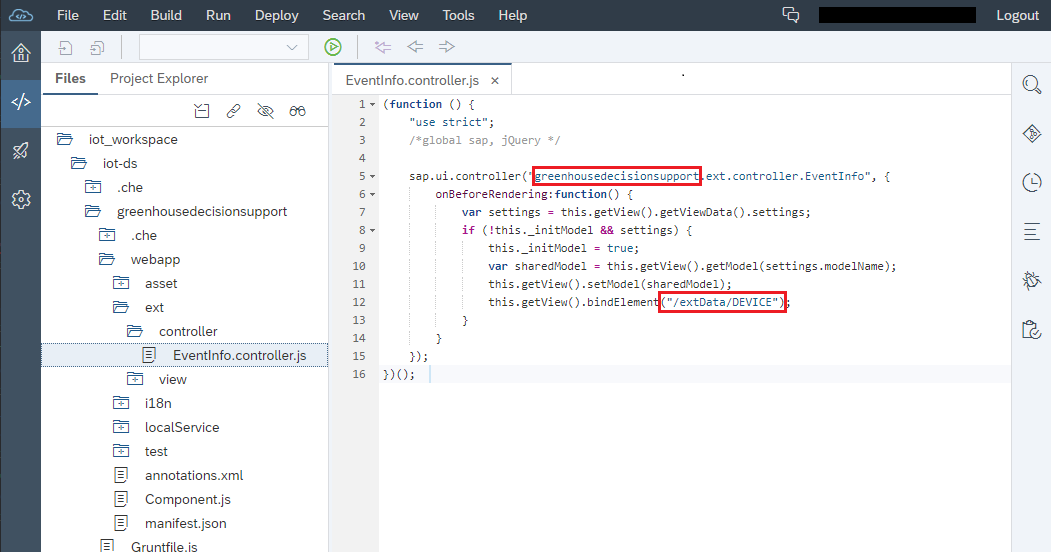 File Edit Build Run Deploy Search View Tools Help Logout
Files Project Explorer
iot_workspace
iot-ds
.che
greenhousedecisionsupport
.che
webapp
asset
ext
controller
EventInfo.controller.js
view
i18n
localService
test
annotations.xml
Component.js
manifest.json
Gruntfile.js
EventInfo.controller.js ×
1 (function () {
2 "use strict";
3 /*global sap, jQuery */
4
5 sap.ui.controller("greenhousedecisionsupport.ext.controller.EventInfo", {
6 onBeforeRendering:function() {
7 var settings = this.getView().getViewData().settings;
8 if (!this._initModel && settings) {
9 this._initModel = true;
10 var sharedModel = this.getView().getModel(settings.modelName);
11 this.getView().setModel(sharedModel);
12 this.getView().bindElement("/extData/DEVICE");
13 }
14 }
15 });
16 })();